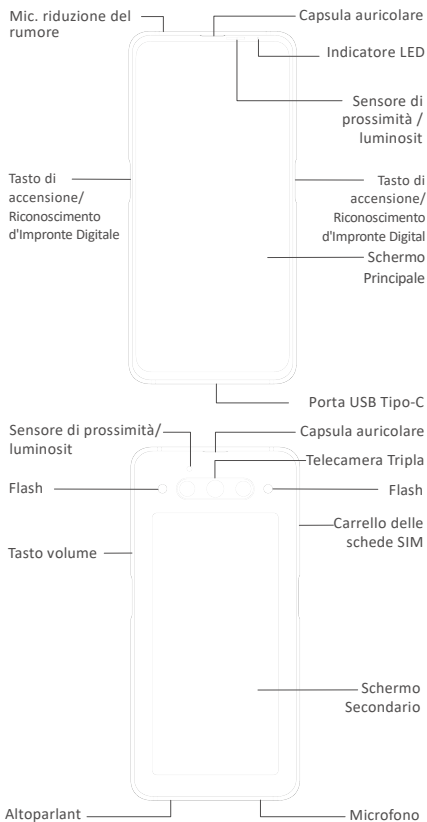 Mic. riduzione del
rumore
Capsula auricolare
Indicatore LED
Sensore di
prossimità /
luminosit
Tasto di
accensione/
Riconoscimento
d'Impronte Digitale
Tasto di
accensione/
Riconoscimento
d'Impronte Digital
Schermo
Principale
Porta USB Tipo-C
Sensore di prossimità/
luminosit
Capsula auricolare
Telecamera Tripla
Flash
Flash
Carrello delle
schede SIM
Tasto volume
Schermo
Secondario
Altoparlant
Microfono